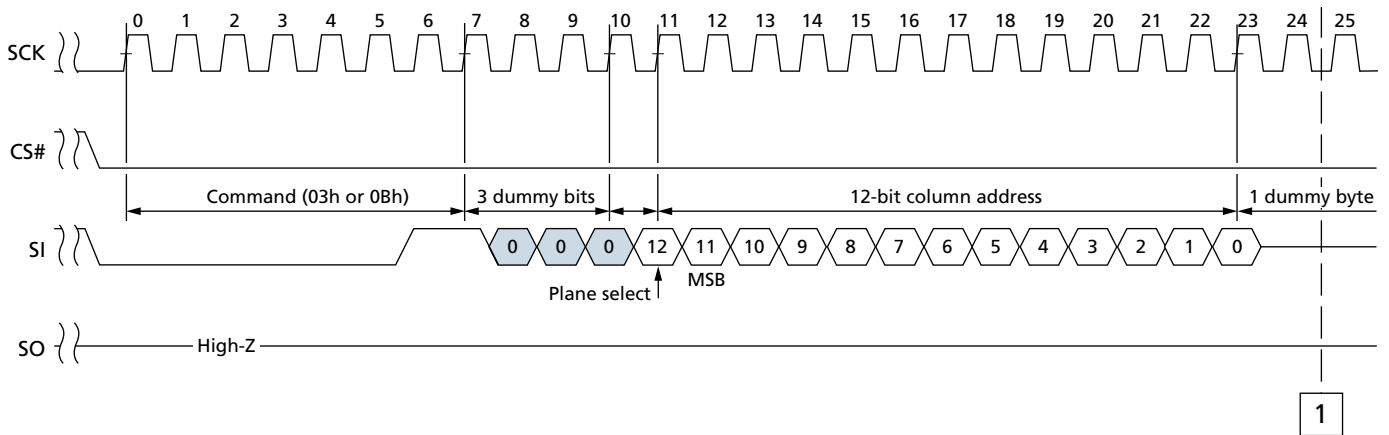 0 1 2 3 4 5 6 7 8 9 10 11 12 13 14 15 16 17 18 19 20 21 22 23 24 25
SCK
CS#
Command (03h or 0Bh) 3 dummy bits 12-bit column address 1 dummy byte
SI 0 0 0 12 11 10 9 8 7 6 5 4 3 2 1 0
MSB
Plane select
SO High-Z
1